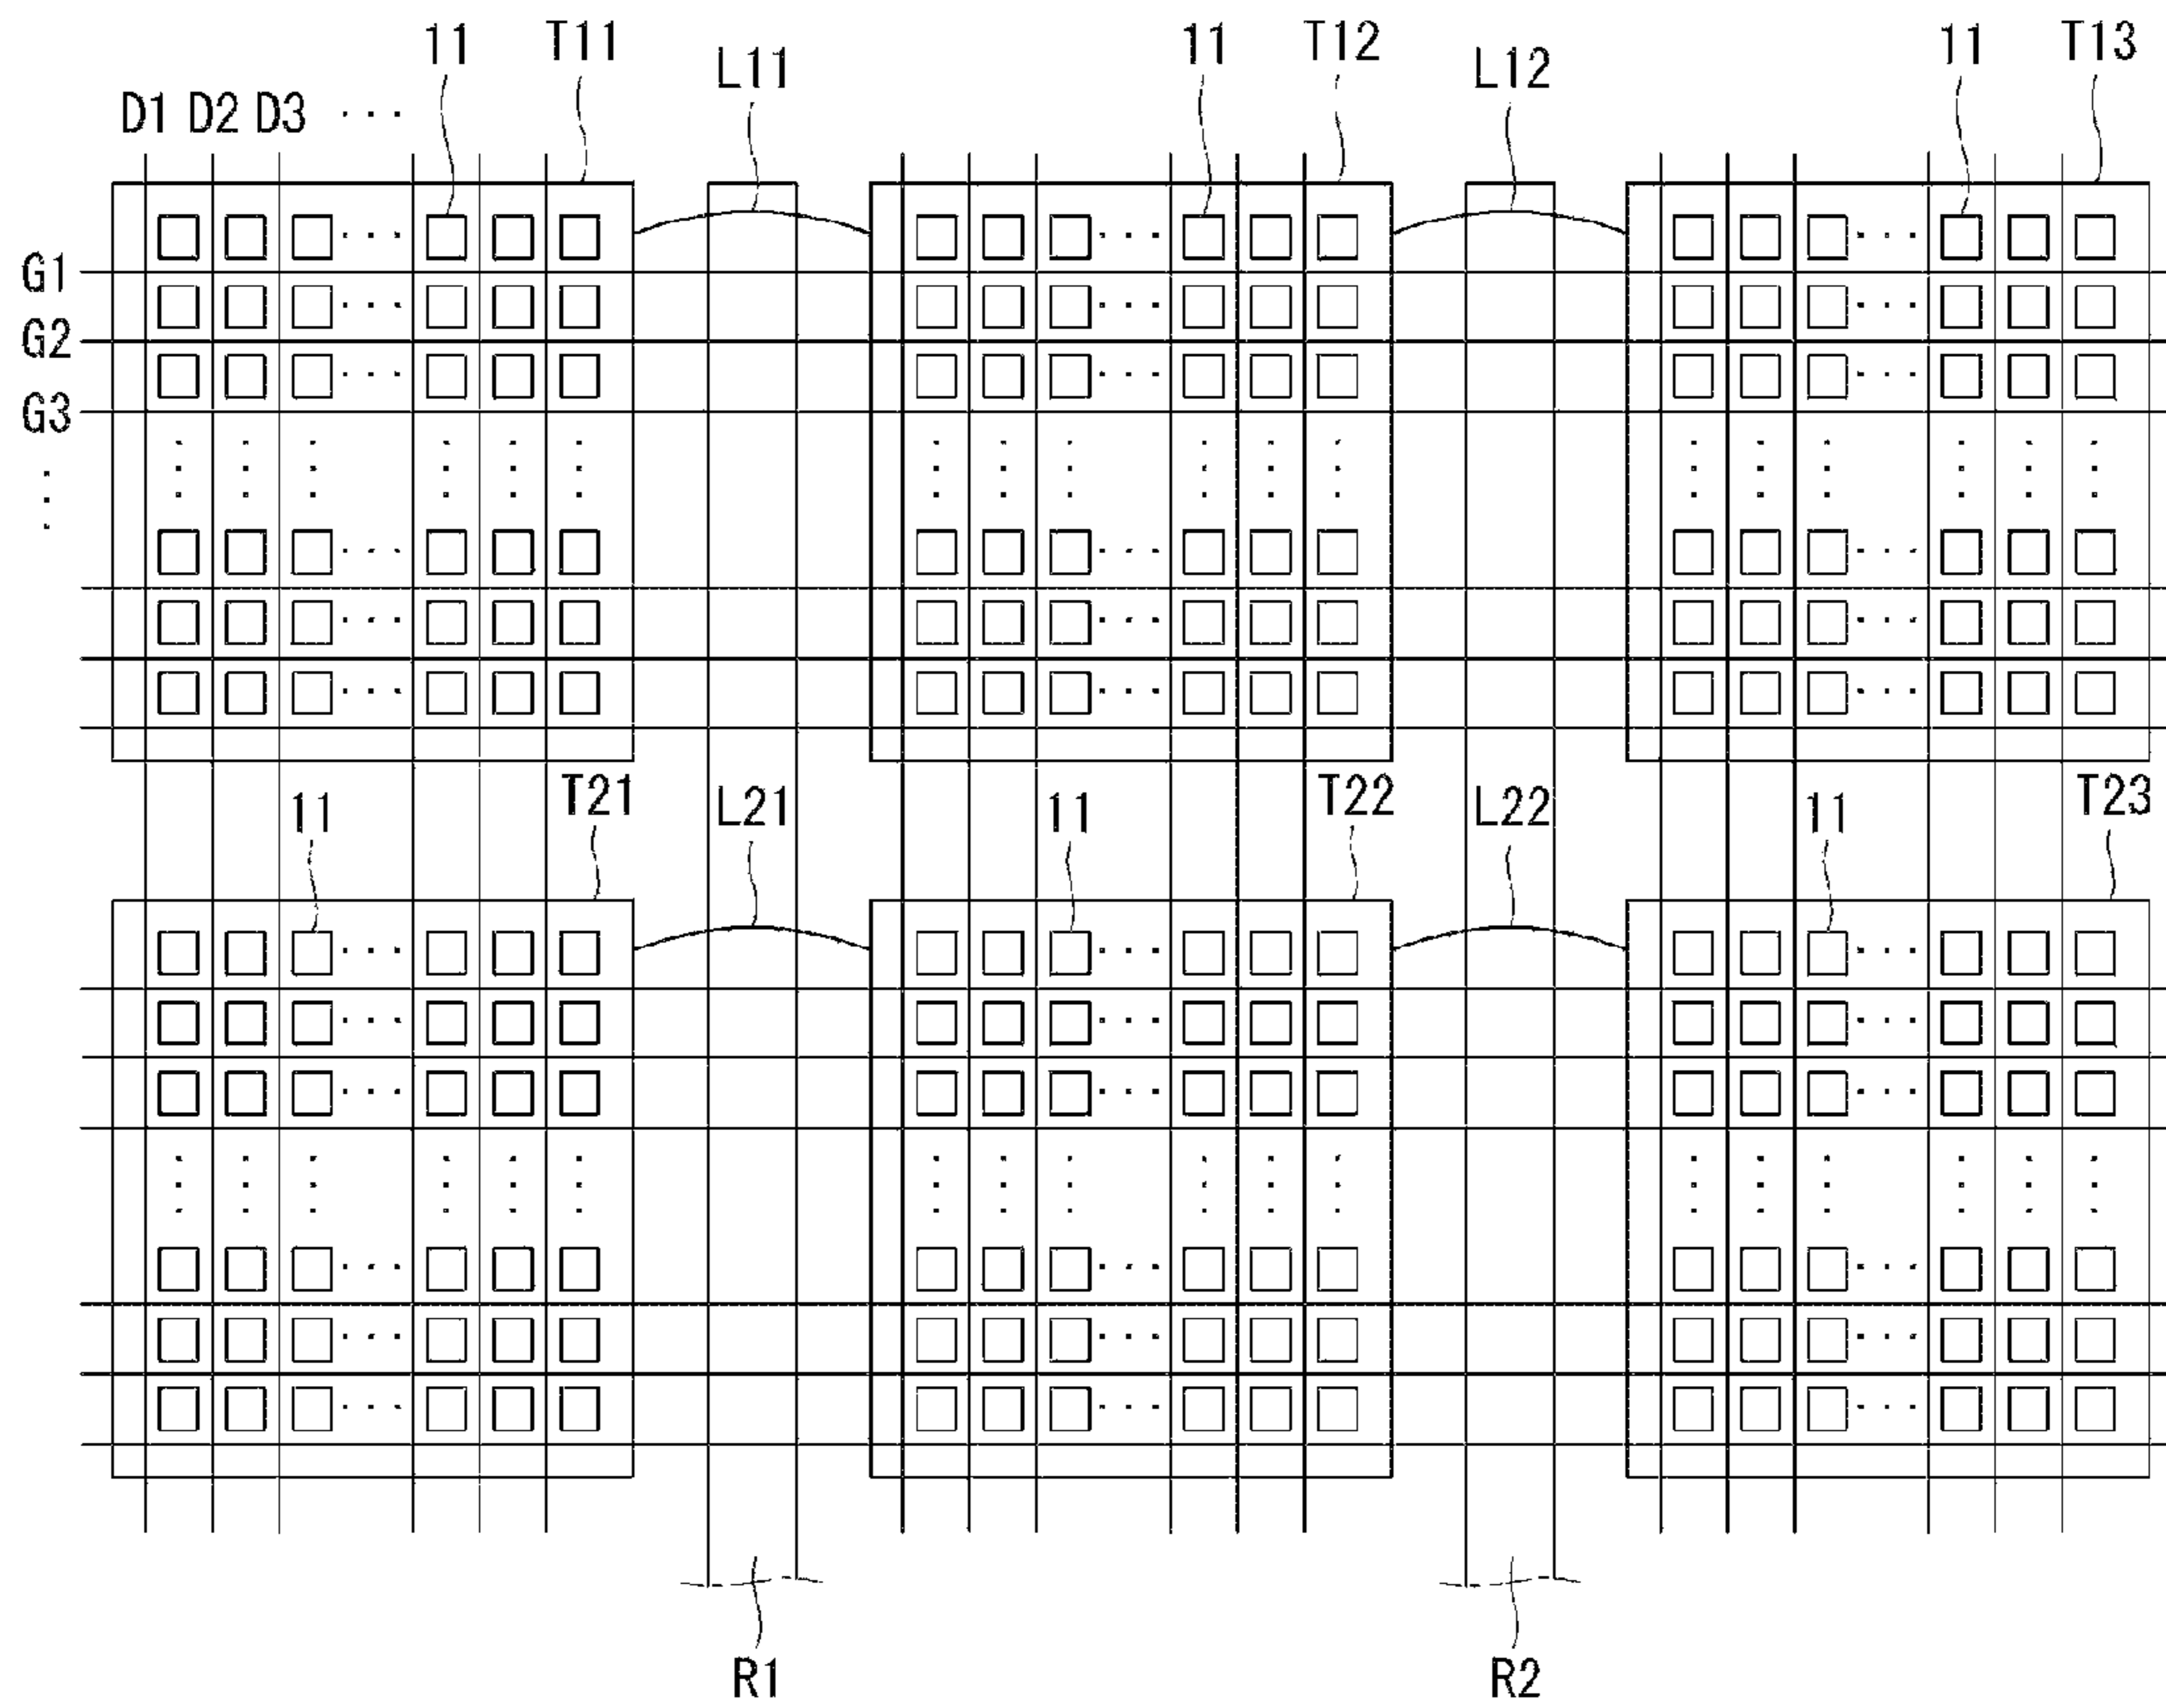 11 T11 L11 11 T12 L12 11 T13
D1 D2 D3 ...
G1
G2
G3
11 T21 L21 11 T22 L22 11 T23
R1 R2